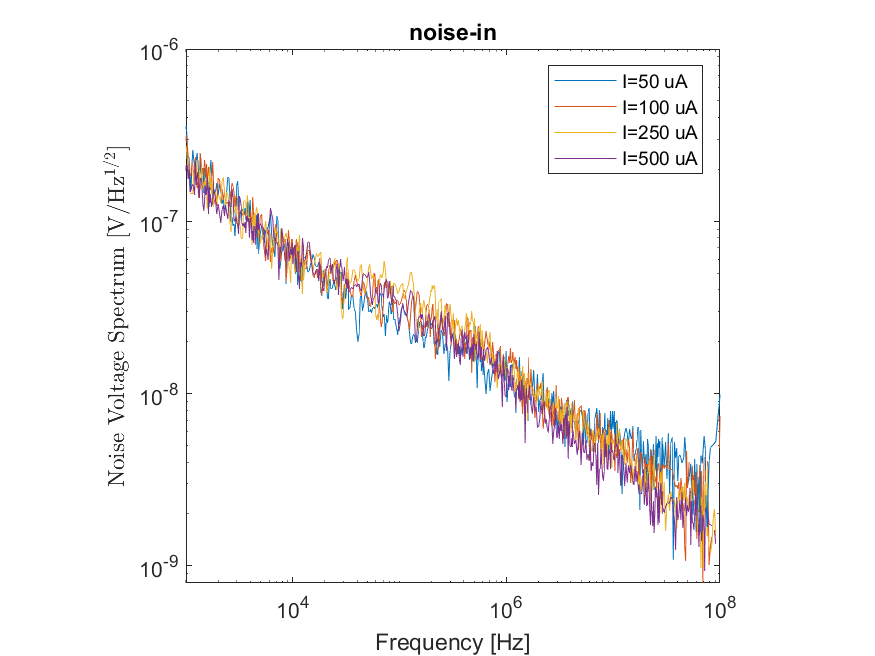 noise-in
10^-6
10^-7
10^-8
10^-9
Noise Voltage Spectrum [V/Hz^1/2]
I=50 uA
I=100 uA
I=250 uA
I=500 uA
10^4
10^6
10^8
Frequency [Hz]